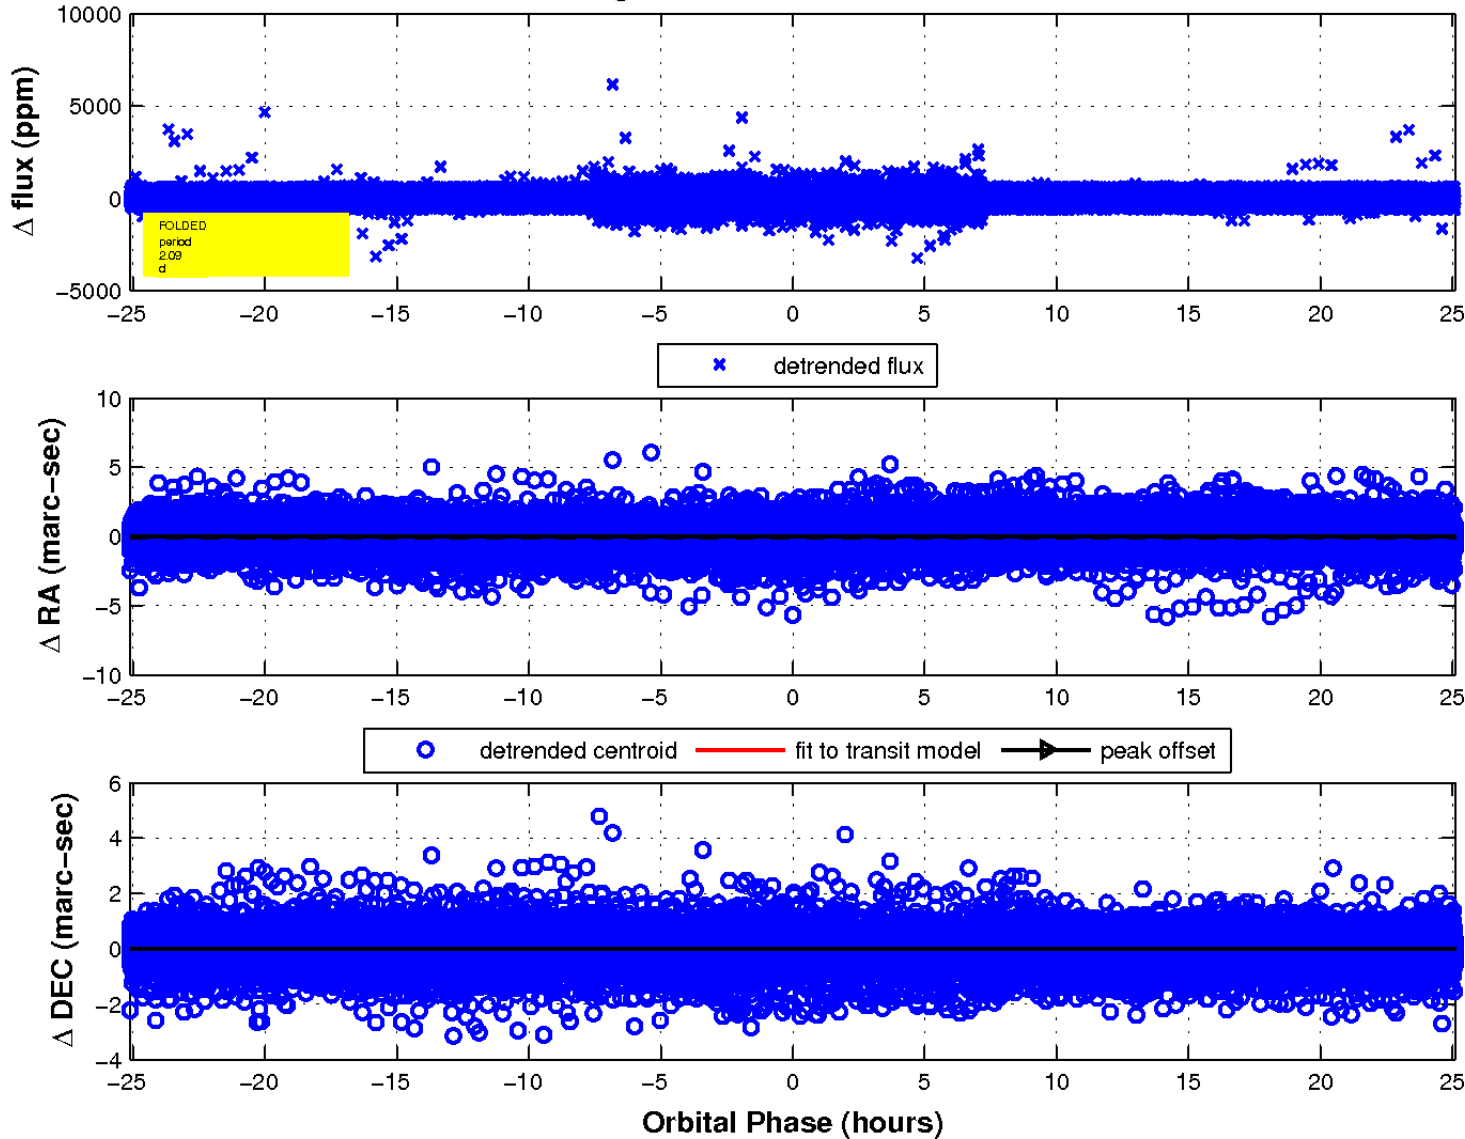 10000
5000
0
−5000
Δ flux (ppm)
FOLDED
period
2.09
d
−25 −20 −15 −10 −5 0 5 10 15 20 25
detrended flux
10
5
0
−5
−10
Δ RA (marc−sec)
−25 −20 −15 −10 −5 0 5 10 15 20 25
detrended centroid fit to transit model peak offset
6
4
2
0
−2
−4
Δ DEC (marc−sec)
−25 −20 −15 −10 −5 0 5 10 15 20 25
Orbital Phase (hours)